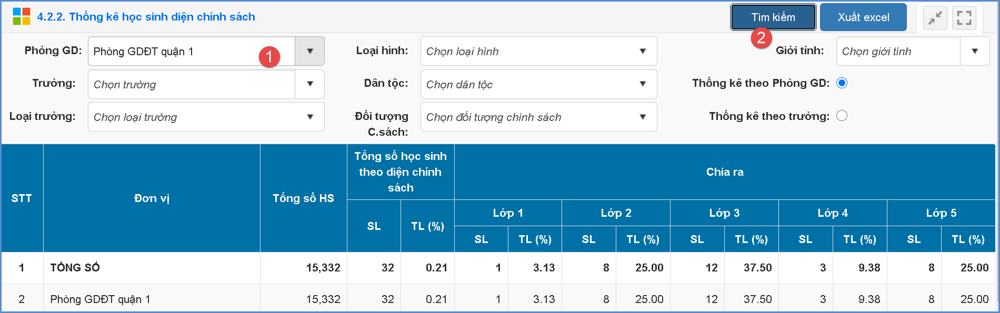 4.2.2. Thống kê học sinh diện chính sách
Tìm kiếm
Xuất excel
2
Phòng GD: Phòng GDĐT quận 1
1
Loại hình: Chọn loại hình
Giới tính: Chọn giới tính
Trường: Chọn trường
Dân tộc: Chọn dân tộc
Thống kê theo Phòng GD:
Loại trường: Chọn loại trường
Đối tượng
C.sách:
Chọn đối tượng chính sách
Thống kê theo trường:
STT
Đơn vị
Tổng số HS
Tổng số học sinh
theo diện chính
sách
Chia ra
SL TL (%)
Lớp 1 Lớp 2 Lớp 3 Lớp 4 Lớp 5
SL TL (%) SL TL (%) SL TL (%) SL TL (%) SL TL (%)
1 TỔNG SỐ 15,332 32 0.21 1 3.13 8 25.00 12 37.50 3 9.38 8 25.00
2 Phòng GDĐT quận 1 15,332 32 0.21 1 3.13 8 25.00 12 37.50 3 9.38 8 25.00